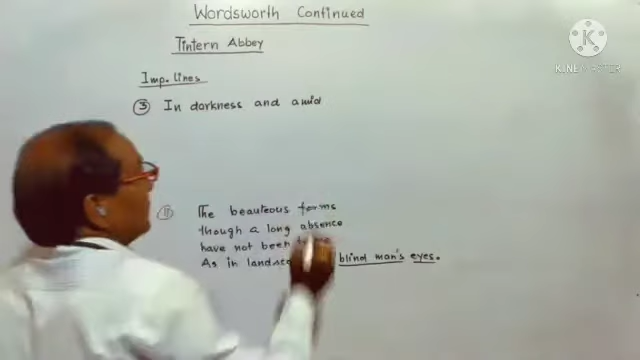 Wordsworth Continued
Tintern Abbey
Imp. lines
③ In darkness and amid
⑪ The beauteous forms
though a long absence
have not been
As in blind man's eyes.
K
KINEMASTER